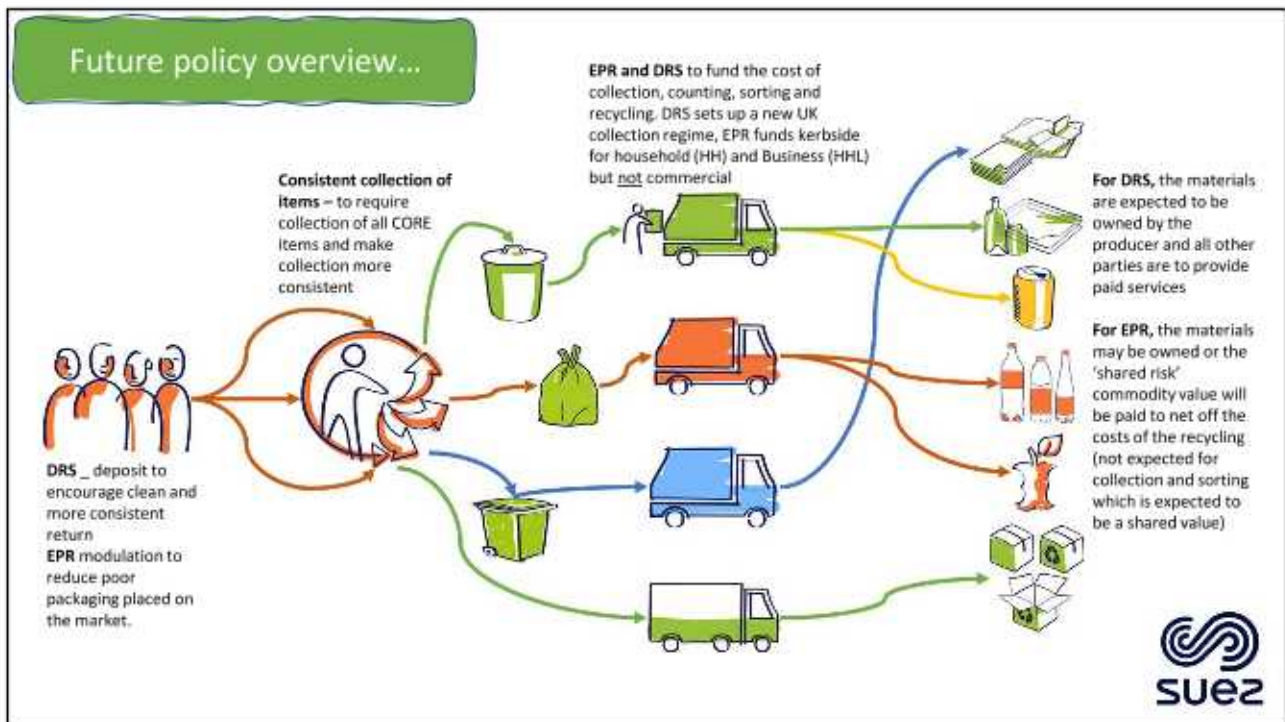 Future policy overview...
EPR and DRS to fund the cost of
collection, counting, sorting and
recycling. DRS sets up a new UK
collection regime, EPR funds kerbside
for household (HH) and Business (HHL)
but not commercial
Consistent collection of
items – to require
collection of all CORE
items and make
collection more
consistent
For DRS, the materials
are expected to be
owned by the
producer and all other
parties are to provide
paid services
For EPR, the materials
may be owned or the
‘shared risk’
commodity value will
be paid to net off the
costs of the recycling
(not expected for
collection and sorting
which is expected to
be a shared value)
DRS _ deposit to
encourage clean and
more consistent
return
EPR modulation to
reduce poor
packaging placed on
the market.
suez